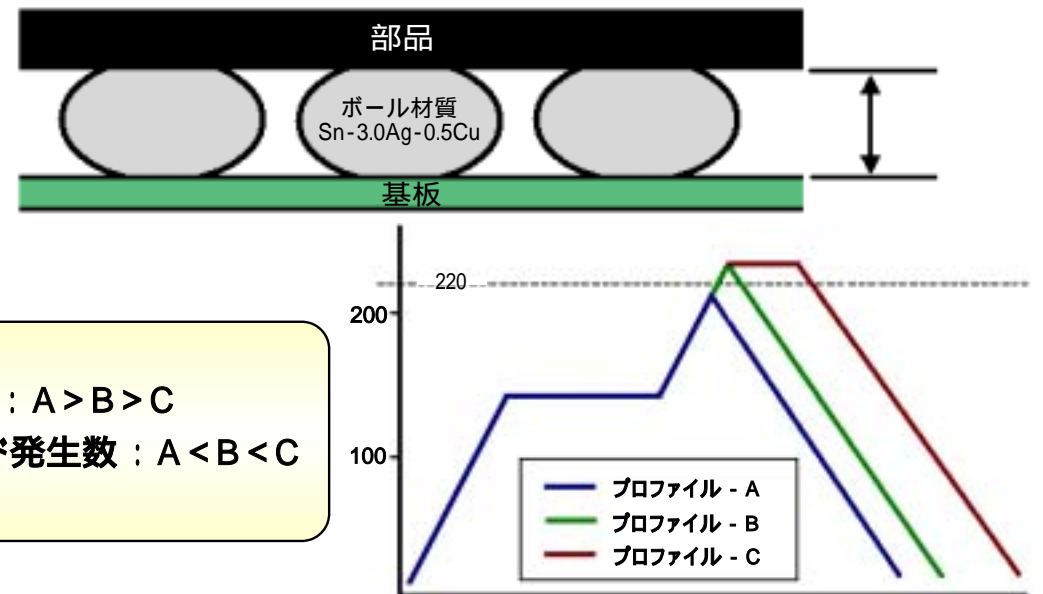 部品
ボール材質
Sn-3.0Ag-0.5Cu
基板
220
200
100
: A>B>C
発生数 : A<B<C
プロファイル - A
プロファイル - B
プロファイル - C